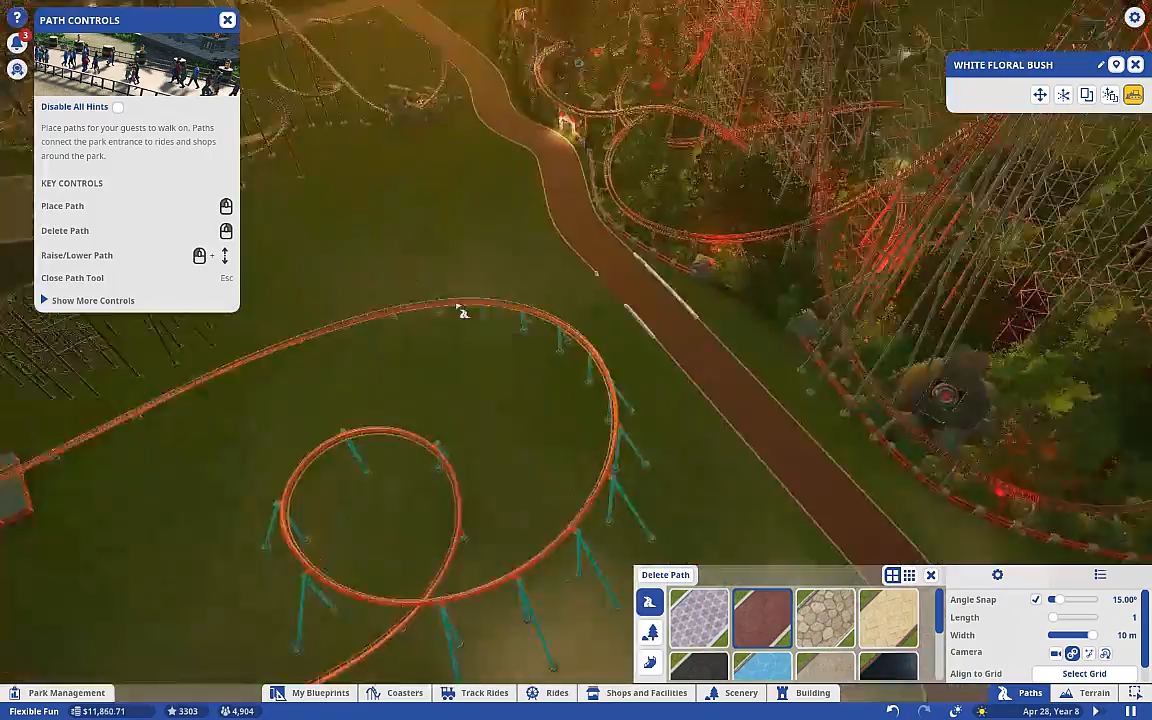 ?
3
PATH CONTROLS
Disable All Hints
Place paths for your guests to walk on. Paths
connect the park entrance to rides and shops
around the park.
KEY CONTROLS
Place Path
Delete Path
Raise/Lower Path
+
Close Path Tool Esc
Show More Controls
WHITE FLORAL BUSH
Delete Path
Angle Snap 15.00°
Length 1
Width 10 m
Camera
Align to Grid Select Grid
Park Management
My Blueprints
Coasters
Track Rides
Rides
Shops and Facilities
Scenery
Building
Paths
Terrain
Flexible Fun
$11,860.71
3303
4,904
Apr 28, Year 8